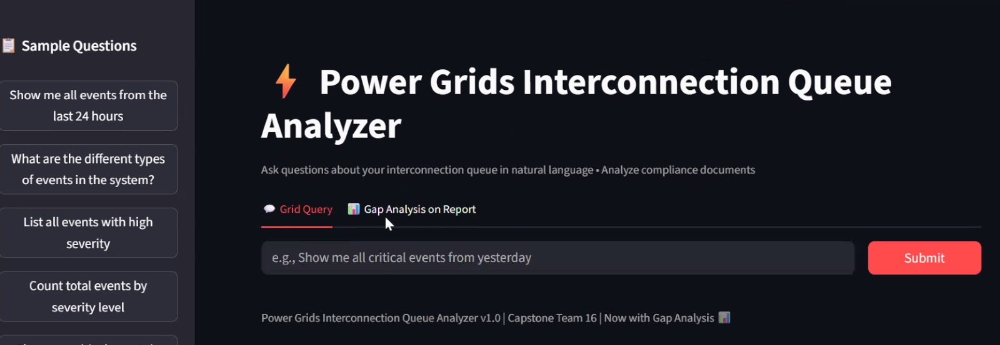 Sample Questions
Show me all events from the
last 24 hours
What are the different types
of events in the system?
List all events with high
severity
Count total events by
severity level
Power Grids Interconnection Queue
Analyzer
Ask questions about your interconnection queue in natural language • Analyze compliance documents
Grid Query
Gap Analysis on Report
e.g., Show me all critical events from yesterday
Submit
Power Grids Interconnection Queue Analyzer v1.0 | Capstone Team 16 | Now with Gap Analysis